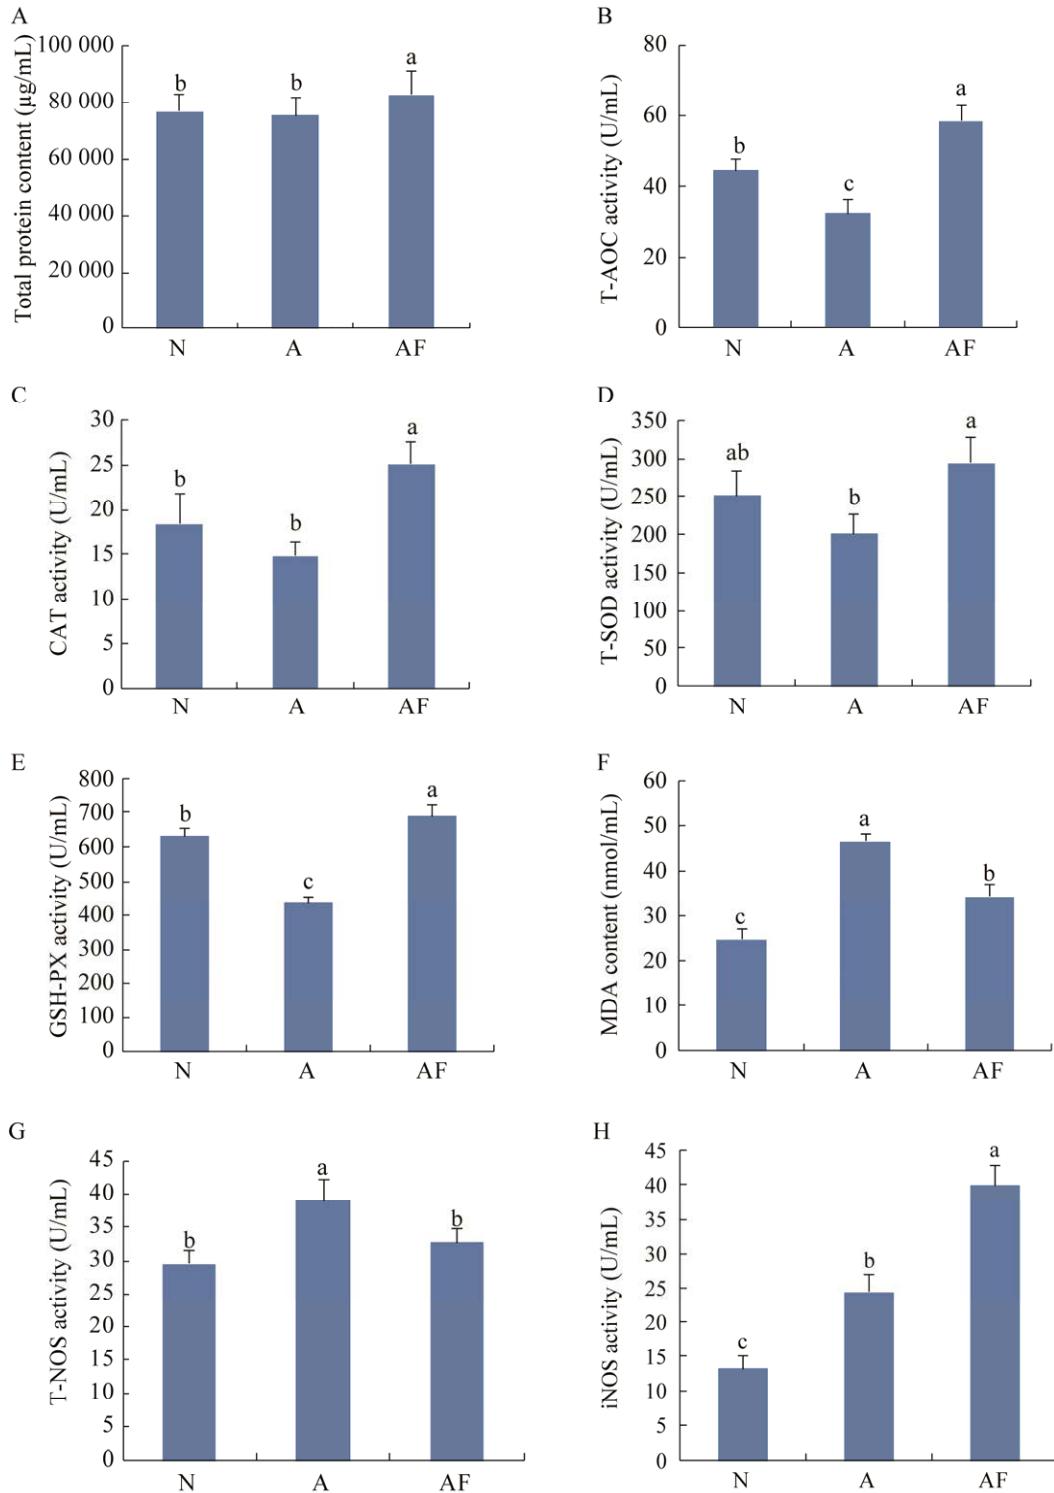 A
Total protein content (µg/mL)
100 000
80 000
60 000
40 000
20 000
0
b
b
a
N
A
AF
B
T-AOC activity (U/mL)
80
60
40
20
0
b
c
a
N
A
AF
C
CAT activity (U/mL)
30
25
20
15
10
5
0
b
b
a
N
A
AF
D
T-SOD activity (U/mL)
350
300
250
200
150
100
50
0
ab
b
a
N
A
AF
E
GSH-PX activity (U/mL)
800
700
600
500
400
300
200
100
0
b
c
a
N
A
AF
F
MDA content (nmol/mL)
60
50
40
30
20
10
0
c
a
b
N
A
AF
G
T-NOS activity (U/mL)
45
40
35
30
25
20
15
10
5
0
b
a
b
N
A
AF
H
iNOS activity (U/mL)
45
40
35
30
25
20
15
10
5
0
c
b
a
N
A
AF